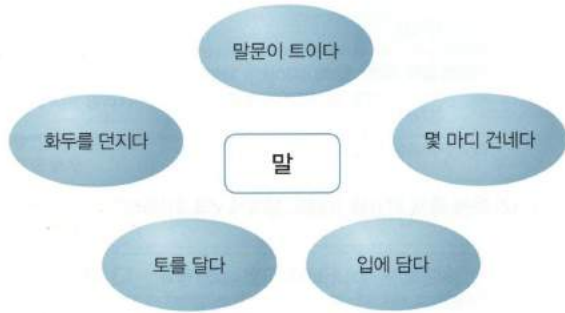 말문이 트이다
화두를 던지다
몇 마디 건네다
말
토를 달다
입에 담다